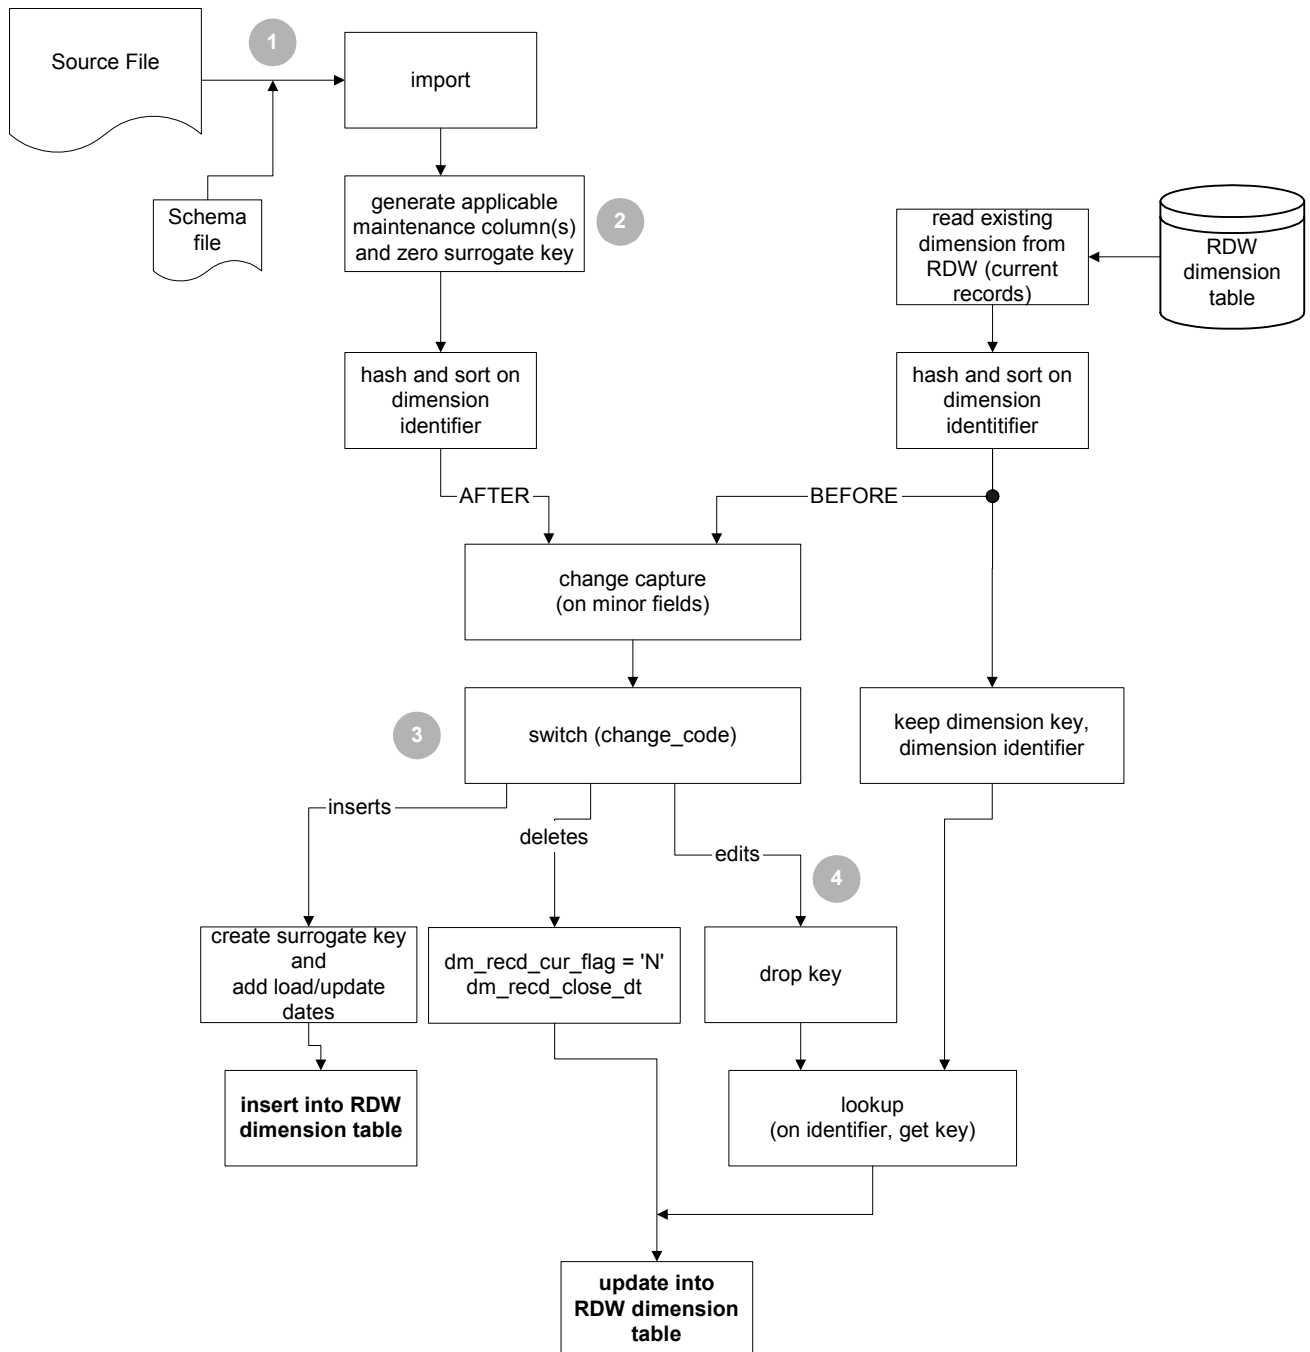 Source File
1
import
Schema
file
generate applicable
maintenance column(s)
and zero surrogate key
2
read existing
dimension from
RDW (current
records)
RDW
dimension
table
hash and sort on
dimension
identifier
hash and sort on
dimension
identitifier
AFTER
BEFORE
change capture
(on minor fields)
3
switch (change_code)
keep dimension key,
dimension identifier
inserts
deletes
edits
4
create surrogate key
and
add load/update
dates
dm_recd_cur_flag = 'N'
dm_recd_close_dt
drop key
insert into RDW
dimension table
lookup
(on identifier, get key)
update into
RDW dimension
table